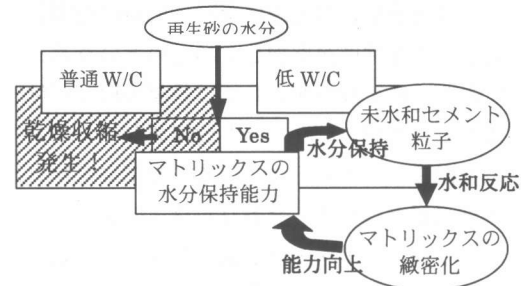 再生砂の水分
普通 W/C
低 W/C
乾燥収縮
発生！
No
Yes
マトリックスの
水分保持能力
水分保持
未水和セメント
粒子
水和反応
マトリックスの
緻密化
能力向上